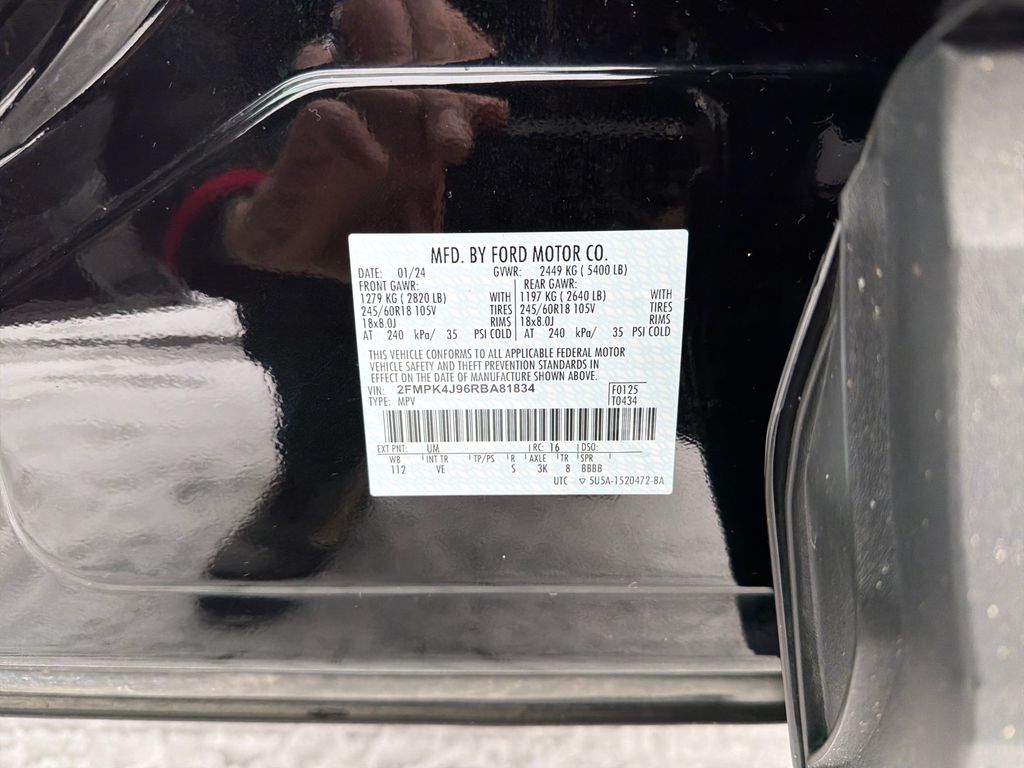 MFD. BY FORD MOTOR CO.
DATE: 01/24 GVWR: 2449 KG ( 5400 LB)
FRONT GAWR: REAR GAWR:
1279 KG ( 2820 LB) WITH 1197 KG ( 2640 LB) WITH
245/60R18 105V TIRES 245/60R18 105V TIRES
18x8.0J RIMS 18x8.0J RIMS
AT 240 kPa/ 35 PSI COLD AT 240 kPa/ 35 PSI COLD
THIS VEHICLE CONFORMS TO ALL APPLICABLE FEDERAL MOTOR
VEHICLE SAFETY AND THEFT PREVENTION STANDARDS IN
EFFECT ON THE DATE OF MANUFACTURE SHOWN ABOVE.
VIN: 2FMPK4J96RBA81834 F0125
TYPE: MPV T0434
EXT PNT: UM RC: 16 DSO:
WB INT TR TP/PS R AXLE TR SPR
112 VE S 3K 8 BBBB
UTC ▽ 5U5A-1520472-BA